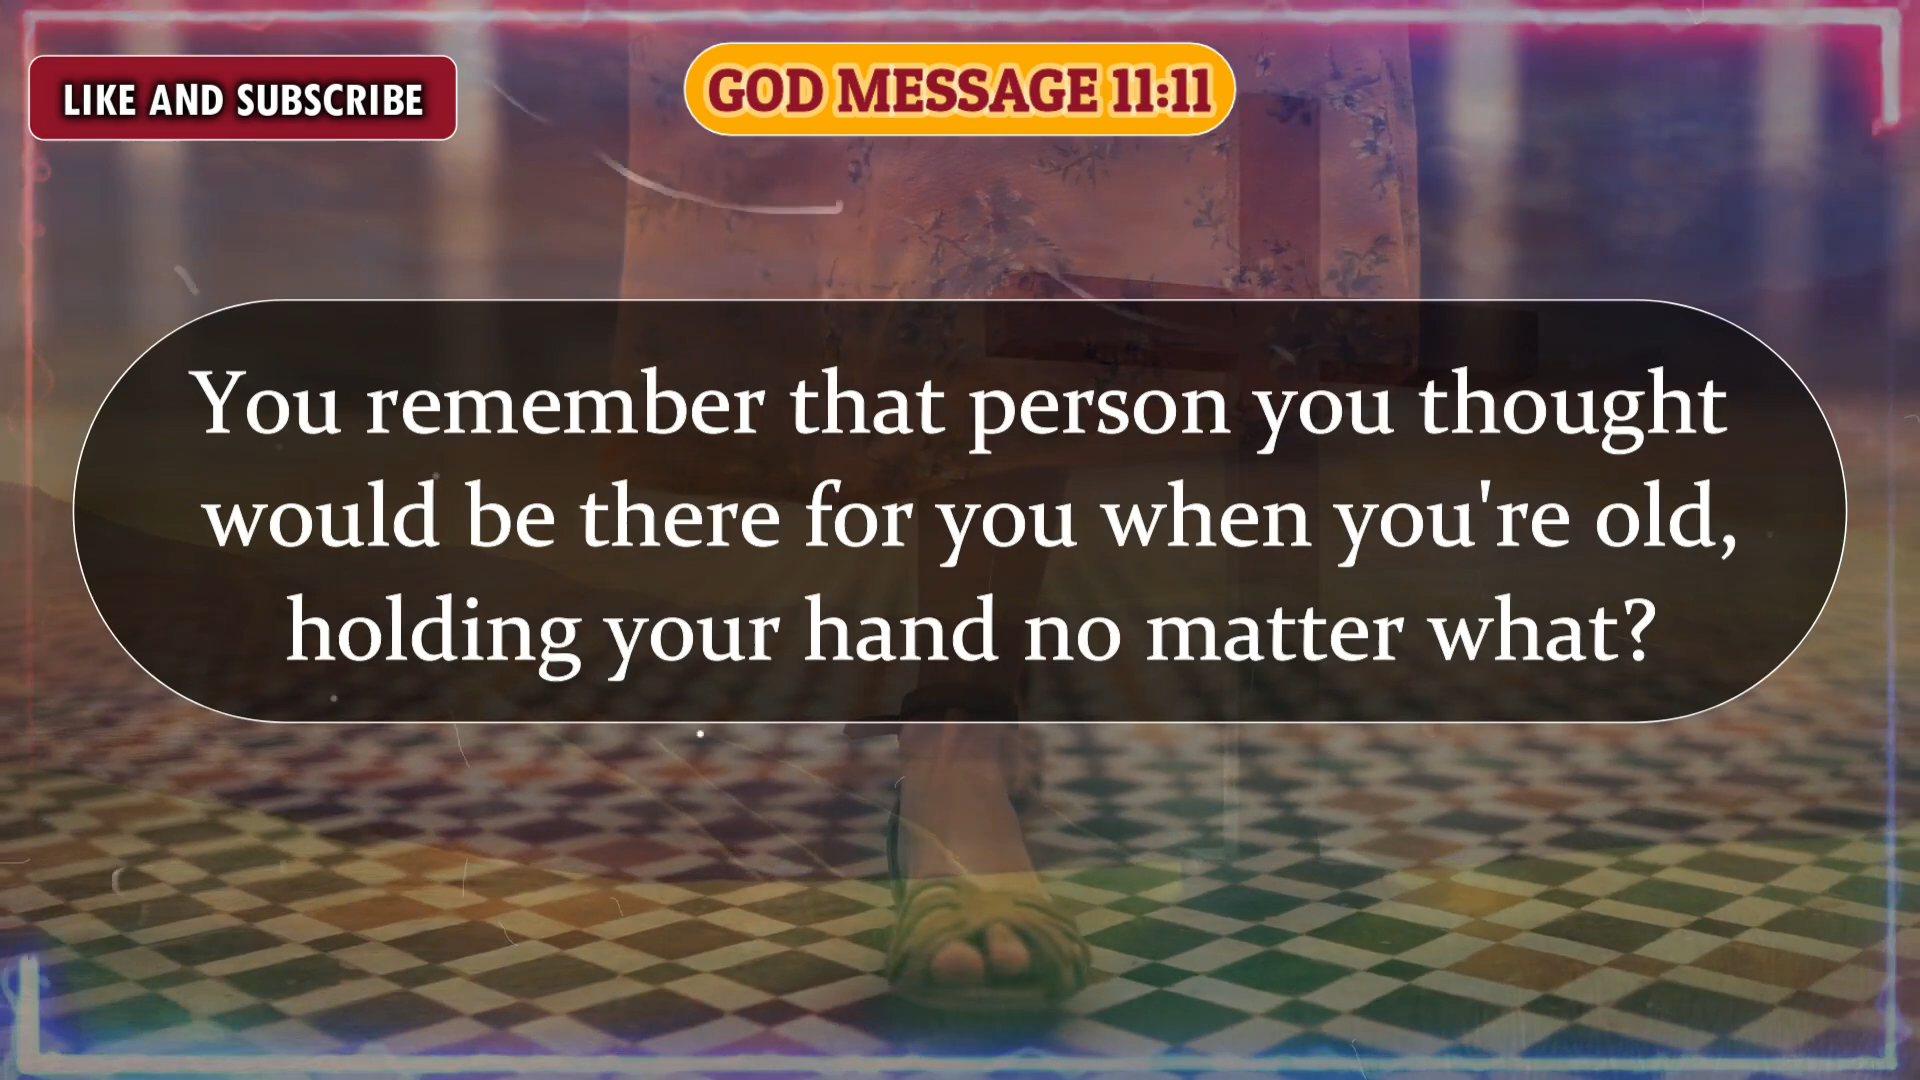 LIKE AND SUBSCRIBE
GOD MESSAGE 11:11
You remember that person you thought
would be there for you when you're old,
holding your hand no matter what?